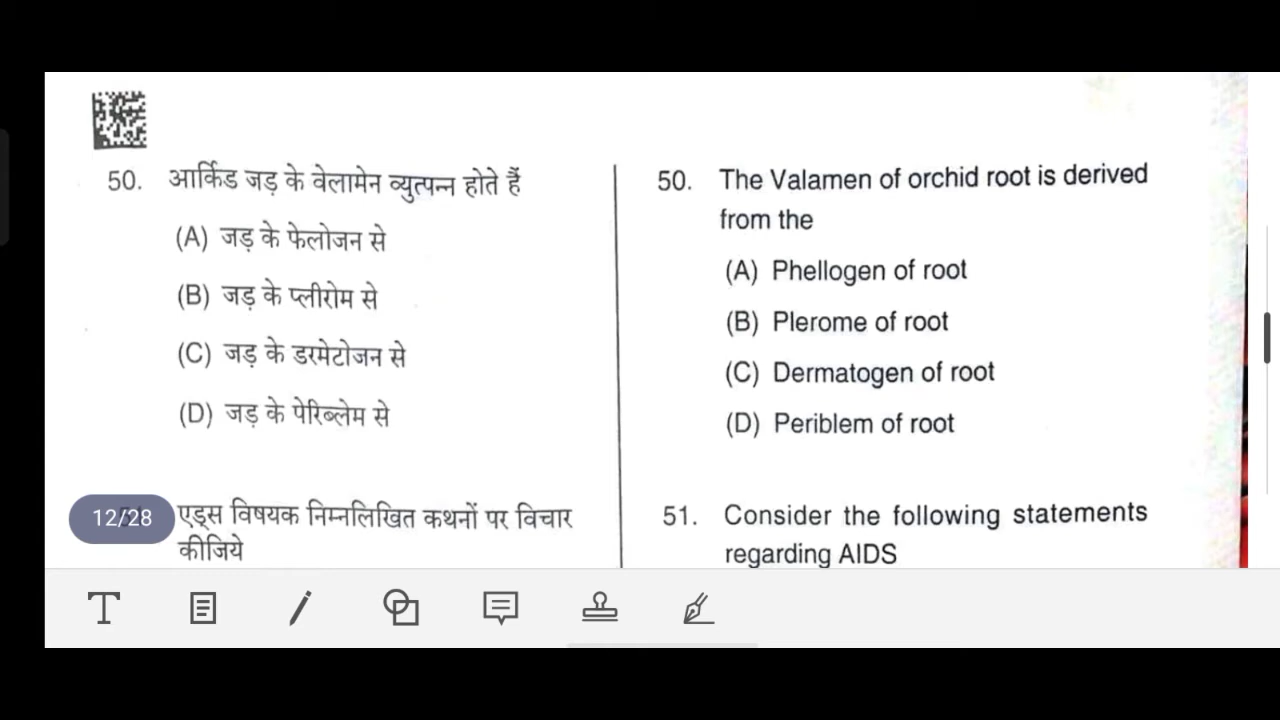 50. आर्किड जड़ के वेलामेन व्युत्पन्न होते हैं
(A) जड़ के फेलोजन से
(B) जड़ के प्लीरोम से
(C) जड़ के डरमेटोजन से
(D) जड़ के पेरिब्लेम से
12/28 एड्स विषयक निम्नलिखित कथनों पर विचार
कीजिये
50. The Valamen of orchid root is derived
from the
(A) Phellogen of root
(B) Plerome of root
(C) Dermatogen of root
(D) Periblem of root
51. Consider the following statements
regarding AIDS
T